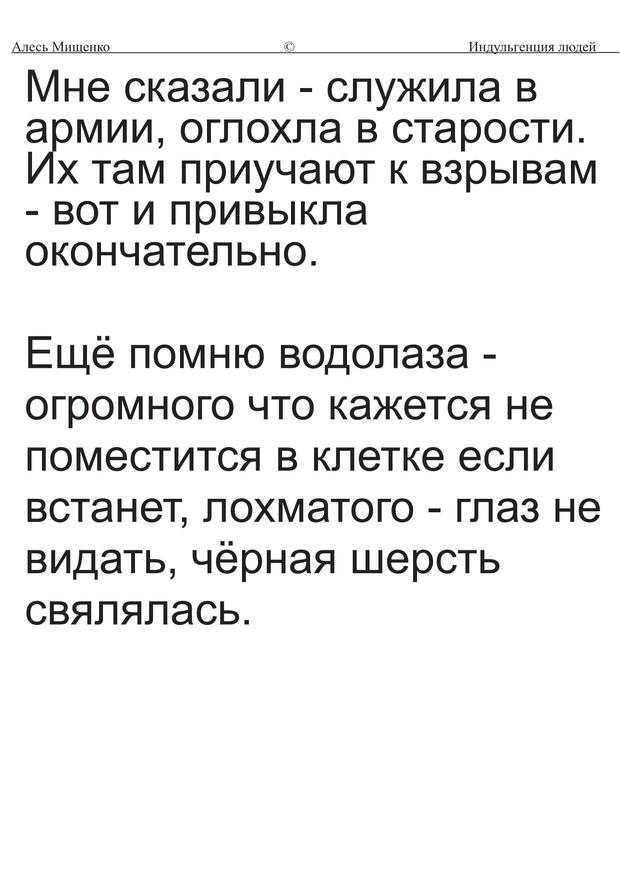 Алесь Мищенко © Индульгенция людей
Мне сказали - служила в
армии, оглохла в старости.
Их там приучают к взрывам
- вот и привыкла
окончательно.
Ещё помню водолаза -
огромного что кажется не
поместится в клетке если
встанет, лохматого - глаз не
видать, чёрная шерсть
свялялась.